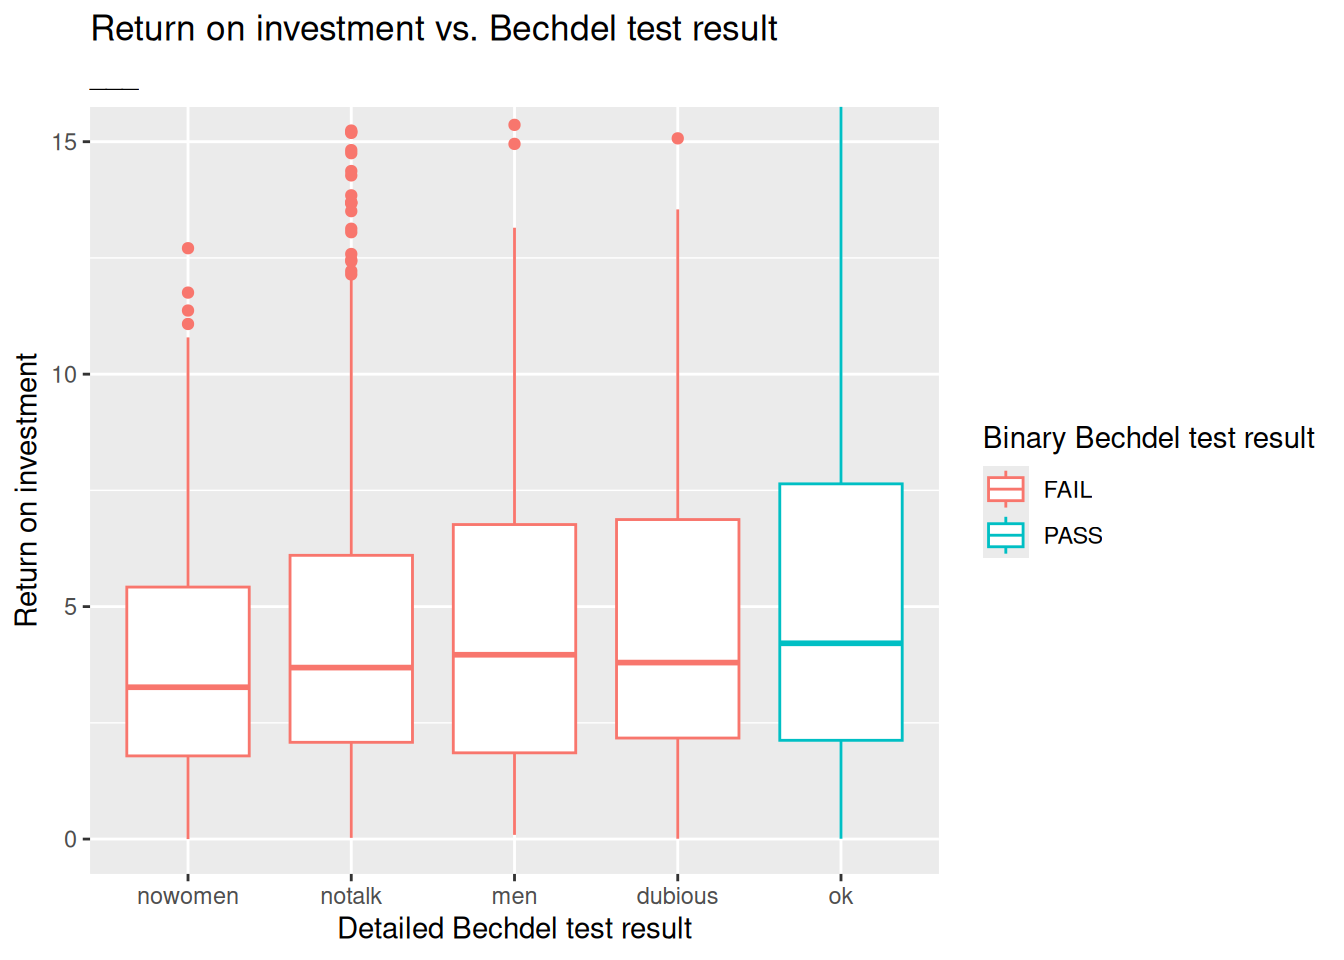 Return on investment vs. Bechdel test result
___
15
10
5
0
Return on investment
nowomen notalk men dubious ok
Detailed Bechdel test result
Binary Bechdel test result
FAIL
PASS